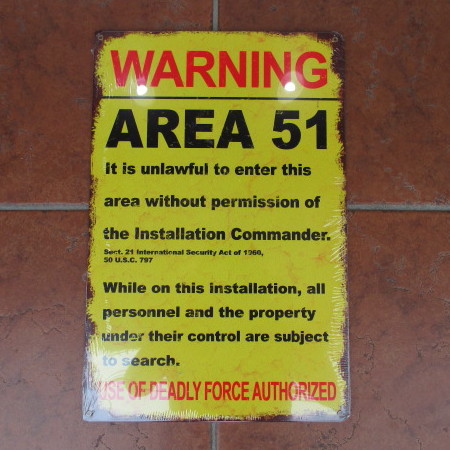 WARNING
AREA 51
It is unlawful to enter this
area without permission of
the Installation Commander.
Sect. 21 International Security Act of 1966,
50 U.S.C. 797
While on this installation, all
personnel and the property
under their control are subject
to search.
USE OF DEADLY FORCE AUTHORIZED